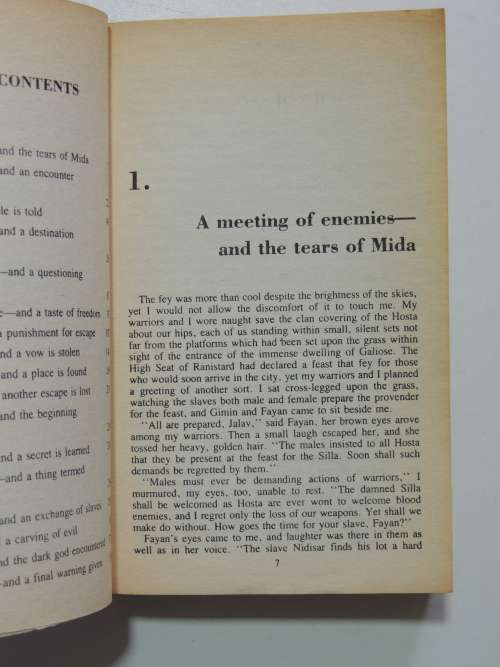 CONTENTS
and the tears of Mida
and an encounter
le is told
and a destination
—and a questioning
e—and a taste of freedom
a punishment for escape
and a vow is stolen
and a place is found
another escape is lost
and the beginning
and a secret is learned
—and a thing termed
and an exchange of slaves
a carving of evil
nd the dark god encountered
—and a final warning given
1.
A meeting of enemies—
and the tears of Mida
The fey was more than cool despite the brightness of the skies,
yet I would not allow the discomfort of it to touch me. My
warriors and I wore naught save the clan covering of the Hosta
about our hips, each of us standing within small, silent sets not
far from the platforms which had been set upon the grass within
sight of the entrance of the immense dwelling of Galiose. The
High Seat of Ranistard had declared a feast that fey for those
who would soon arrive in the city, yet my warriors and I planned
a greeting of another sort. I sat cross-legged upon the grass,
watching the slaves both male and female prepare the provender
for the feast, and Gimin and Fayan came to sit beside me.
"All are prepared, Jalav," said Fayan, her brown eyes arove
among my warriors. Then a small laugh escaped her, and she
tossed her heavy, golden hair. "The males insisted to all Hosta
that they be present at the feast for the Silla. Soon shall such
demands be regretted by them."
"Males must ever be demanding actions of warriors," I
murmured, my eyes, too, unable to rest. "The damned Silla
shall be welcomed as Hosta are ever wont to welcome blood
enemies, and I regret only the loss of our weapons. Yet shall we
make do without. How goes the time for your slave, Fayan?"
Fayan's eyes came to me, and laughter was there in them as
well as in her voice. "The slave Nidisar finds his lot a hard
7